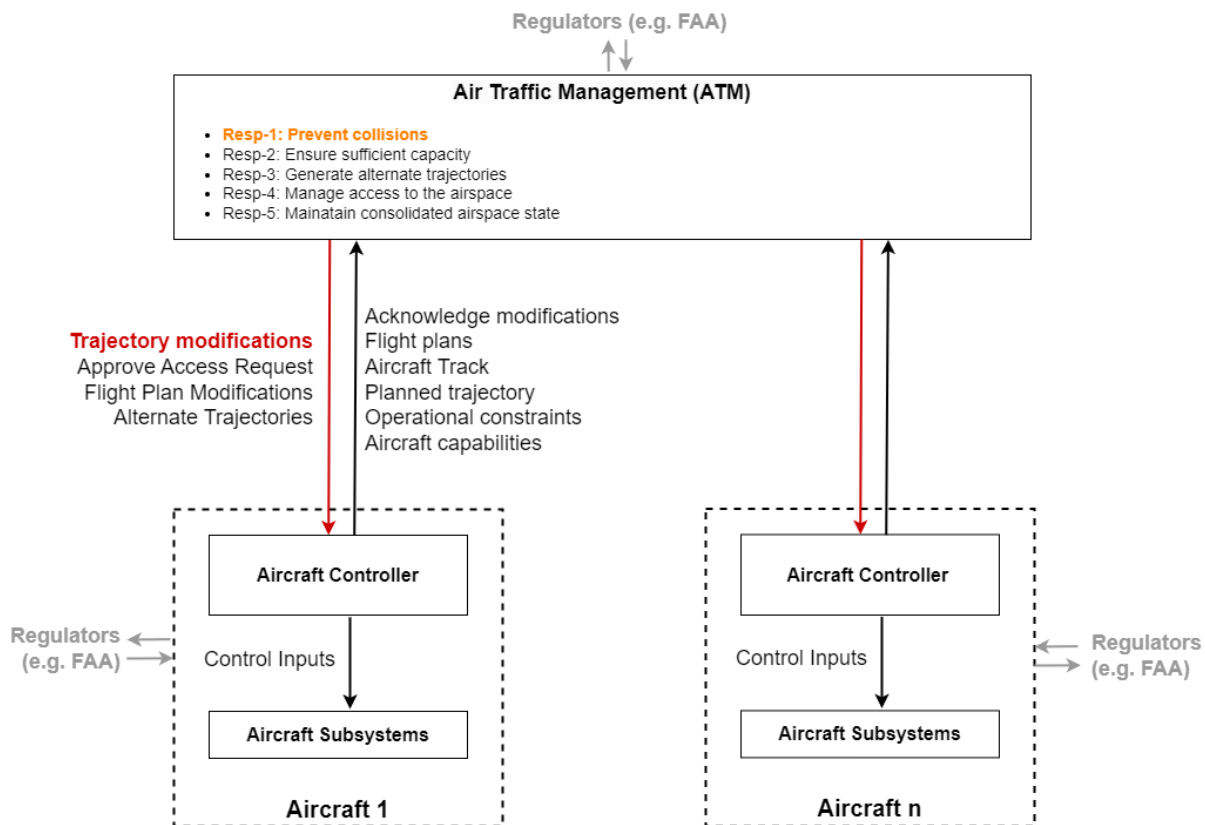 Regulators (e.g. FAA)
Air Traffic Management (ATM)
• Resp-1: Prevent collisions
• Resp-2: Ensure sufficient capacity
• Resp-3: Generate alternate trajectories
• Resp-4: Manage access to the airspace
• Resp-5: Mainatain consolidated airspace state
Trajectory modifications
Approve Access Request
Flight Plan Modifications
Alternate Trajectories
Acknowledge modifications
Flight plans
Aircraft Track
Planned trajectory
Operational constraints
Aircraft capabilities
Aircraft Controller
Regulators
(e.g. FAA)
Control Inputs
Aircraft Subsystems
Aircraft 1
Aircraft Controller
Control Inputs
Regulators
(e.g. FAA)
Aircraft Subsystems
Aircraft n